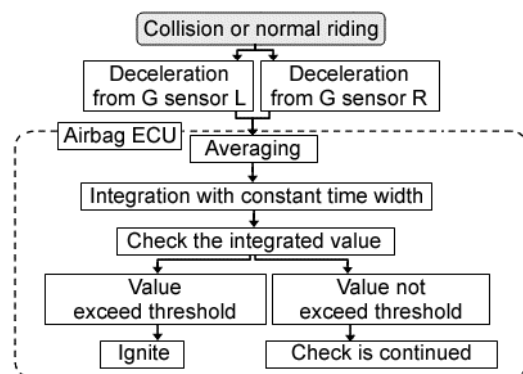 Collision or normal riding
Deceleration
from G sensor L
Deceleration
from G sensor R
Airbag ECU
Averaging
Integration with constant time width
Check the integrated value
Value
exceed threshold
Value not
exceed threshold
Ignite
Check is continued